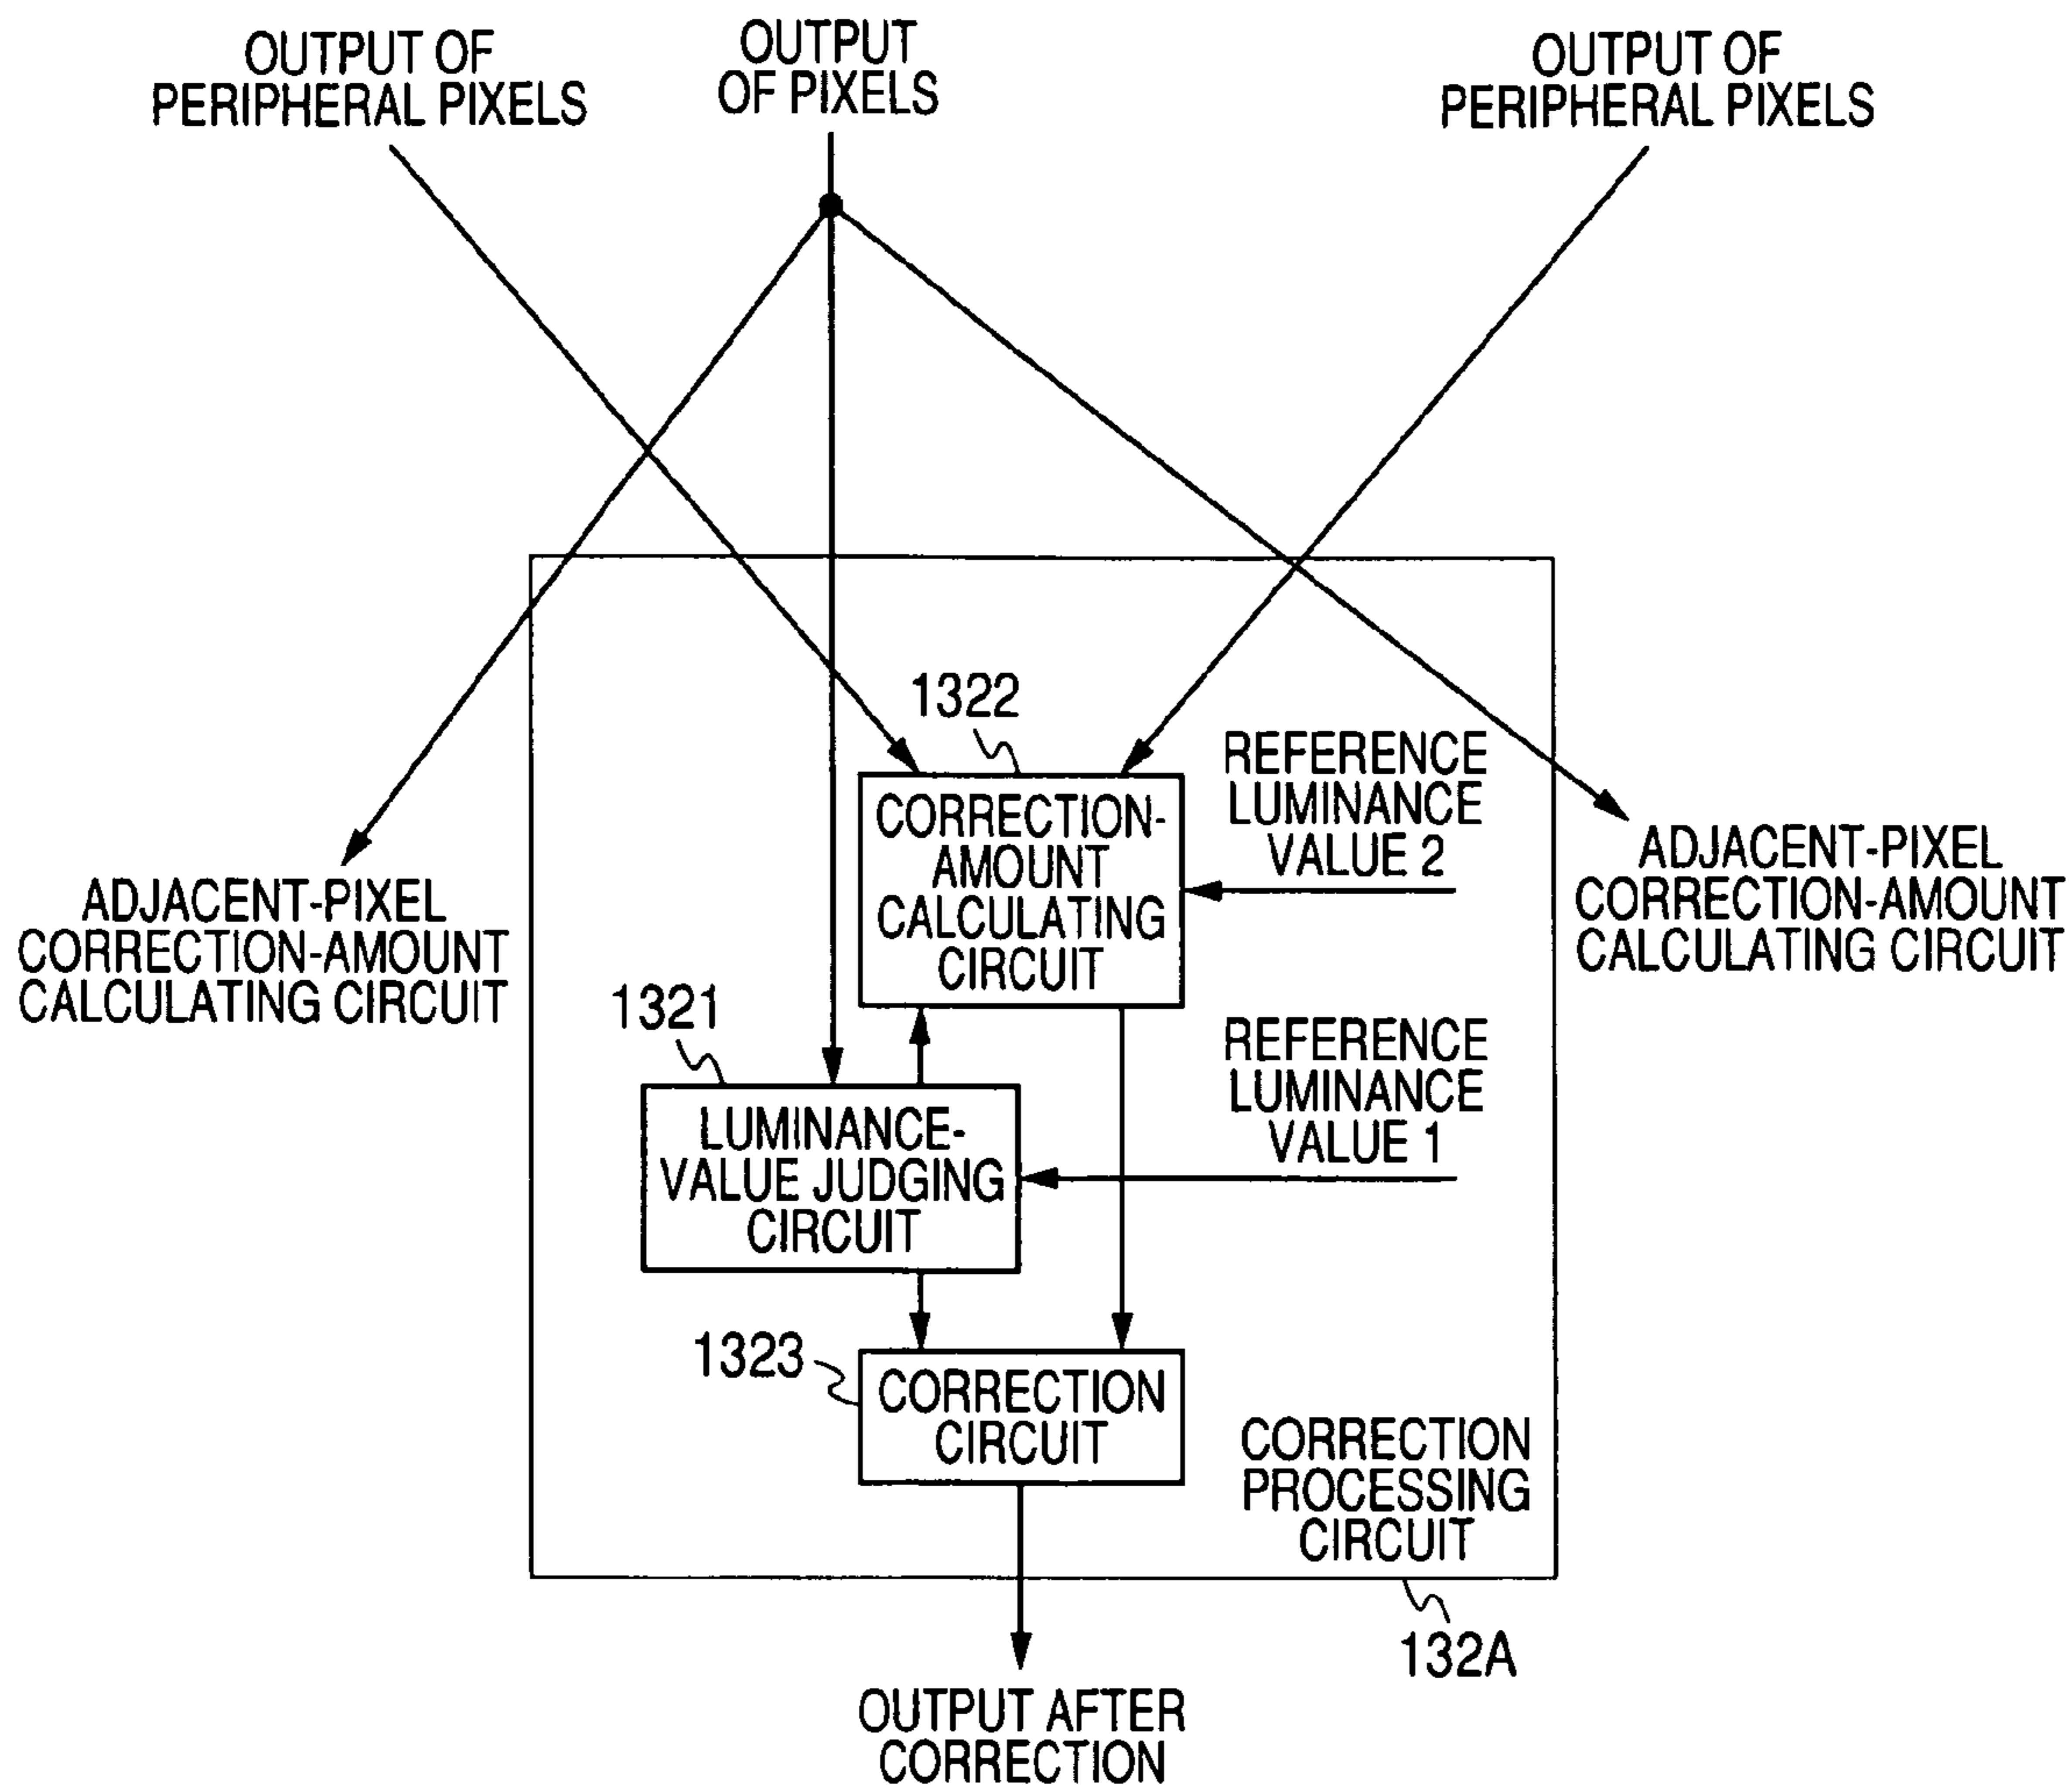 OUTPUT OF
PERIPHERAL PIXELS
OUTPUT
OF PIXELS
OUTPUT OF
PERIPHERAL PIXELS
1322
CORRECTION-
AMOUNT
CALCULATING
CIRCUIT
REFERENCE
LUMINANCE
VALUE 2
ADJACENT-PIXEL
CORRECTION-AMOUNT
CALCULATING CIRCUIT
ADJACENT-PIXEL
CORRECTION-AMOUNT
CALCULATING CIRCUIT
1321
LUMINANCE-
VALUE JUDGING
CIRCUIT
REFERENCE
LUMINANCE
VALUE 1
1323
CORRECTION
CIRCUIT
CORRECTION
PROCESSING
CIRCUIT
132A
OUTPUT AFTER
CORRECTION